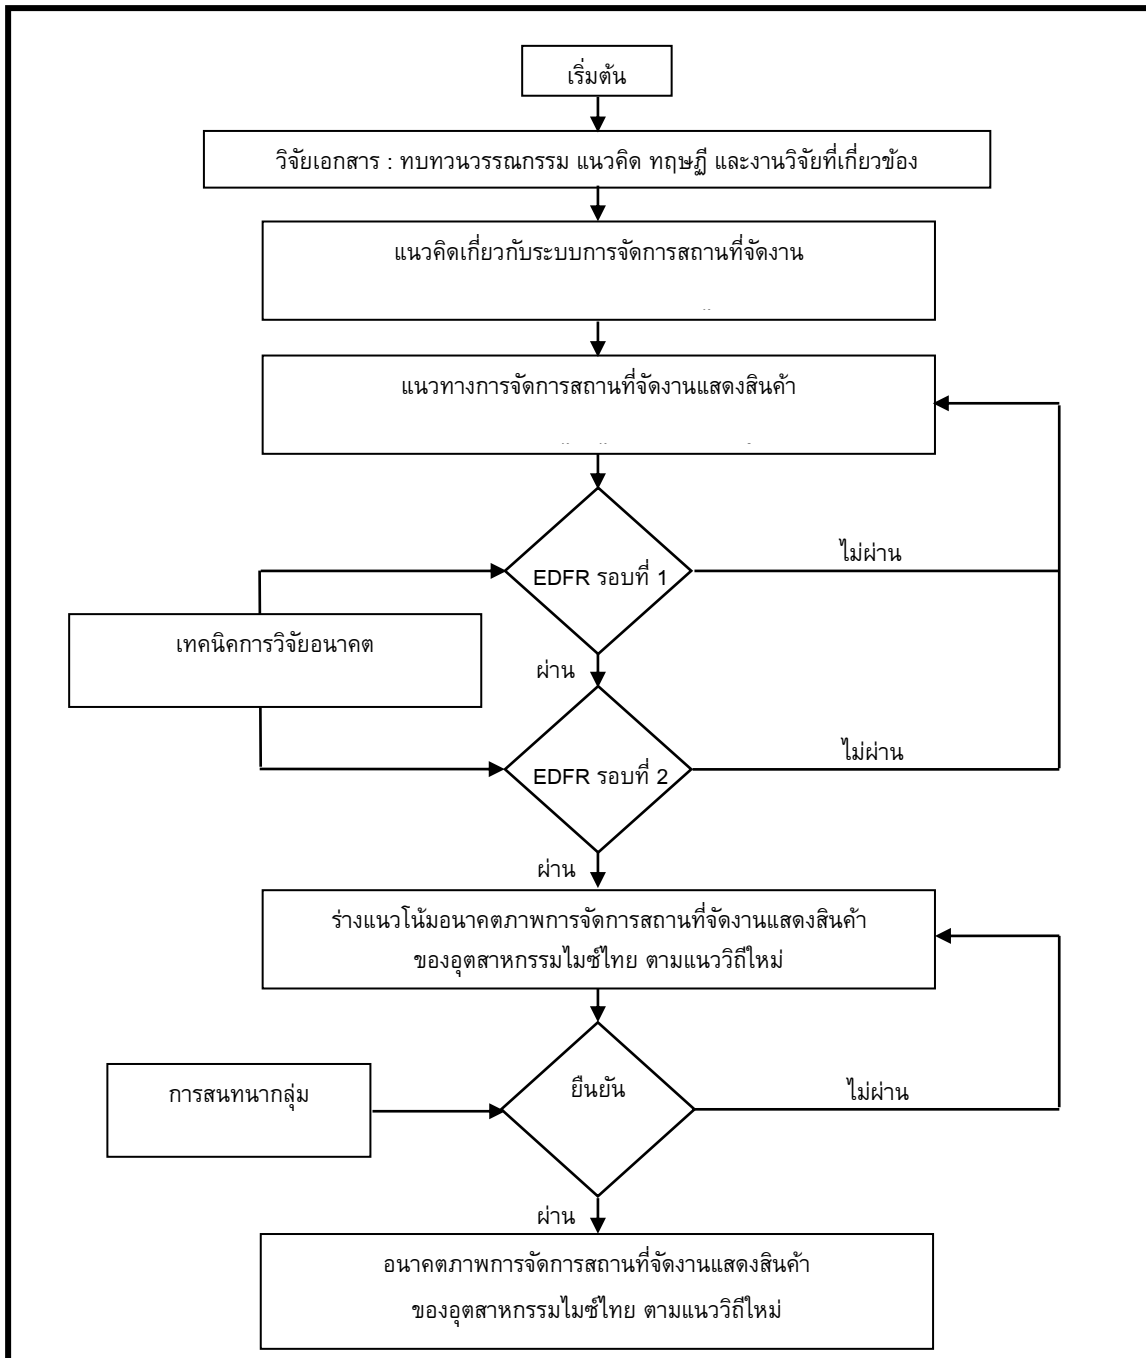 เริ่มต้น
วิจัยเอกสาร : ทบทวนวรรณกรรม แนวคิด ทฤษฎี และงานวิจัยที่เกี่ยวข้อง
แนวคิดเกี่ยวกับระบบการจัดการสถานที่จัดงาน
แนวทางการจัดการสถานที่จัดงานแสดงสินค้า
ไม่ผ่าน
EDFR รอบที่ 1
เทคนิคการวิจัยอนาคต
ผ่าน
ไม่ผ่าน
EDFR รอบที่ 2
ผ่าน
ร่างแนวโน้มอนาคตภาพการจัดการสถานที่จัดงานแสดงสินค้า
ของอุตสาหกรรมไมซ์ไทย ตามแนววิถีใหม่
การสนทนากลุ่ม
ยืนยัน
ไม่ผ่าน
ผ่าน
อนาคตภาพการจัดการสถานที่จัดงานแสดงสินค้า
ของอุตสาหกรรมไมซ์ไทย ตามแนววิถีใหม่